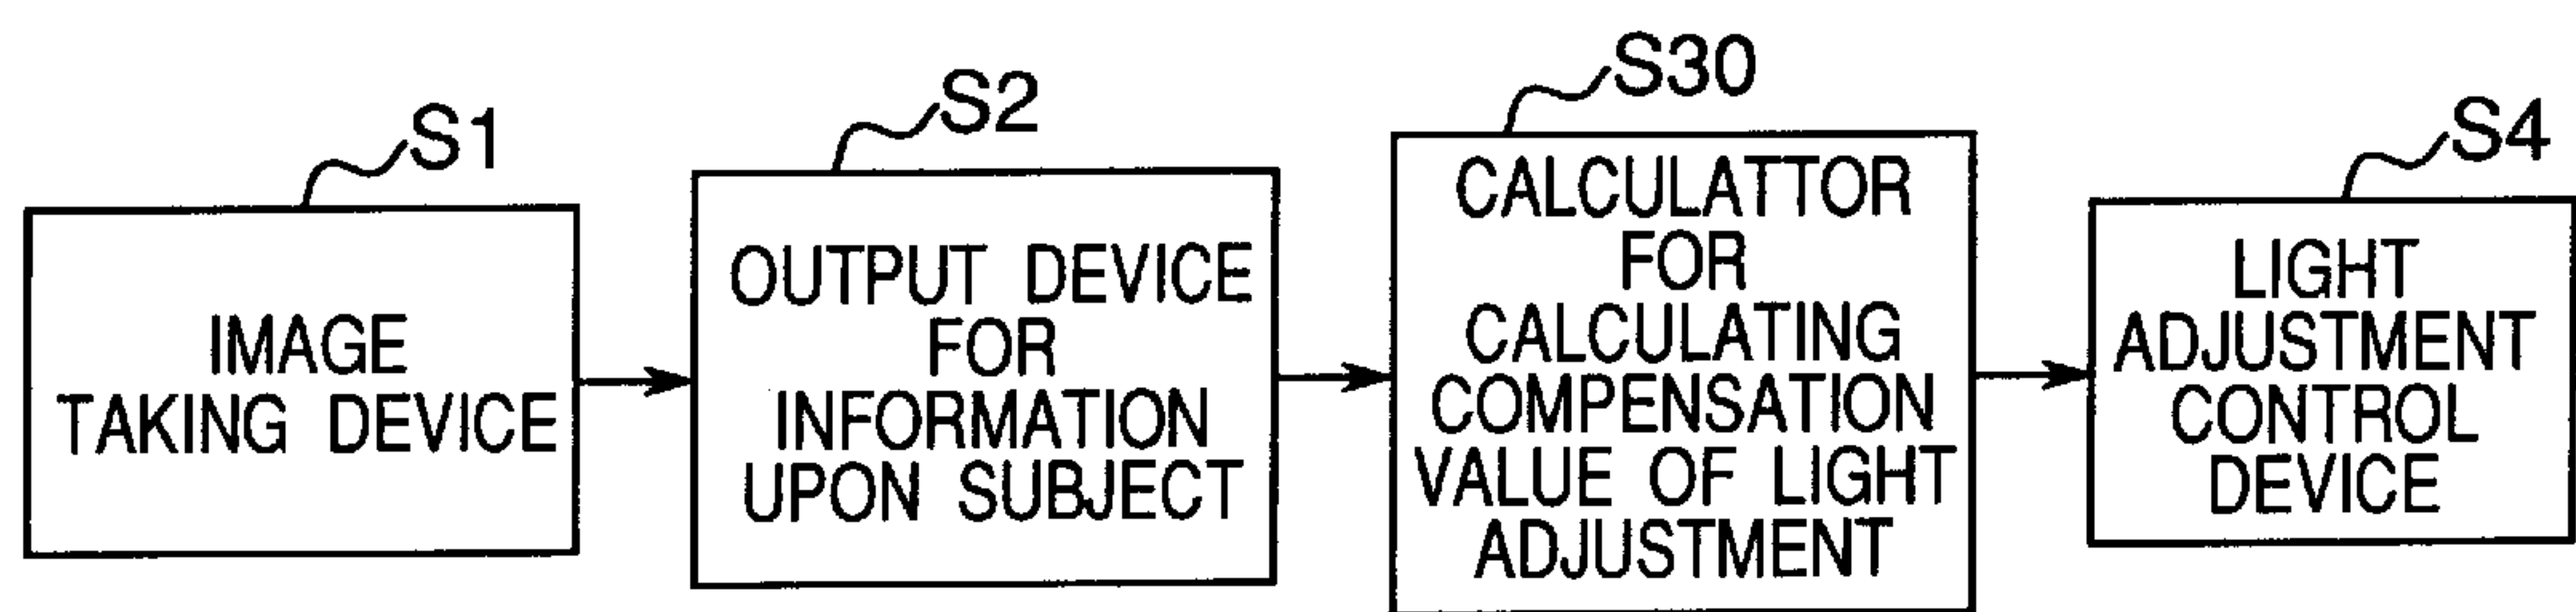 S1
IMAGE
TAKING DEVICE
S2
OUTPUT DEVICE
FOR
INFORMATION
UPON SUBJECT
S30
CALCULATTOR
FOR
CALCULATING
COMPENSATION
VALUE OF LIGHT
ADJUSTMENT
S4
LIGHT
ADJUSTMENT
CONTROL
DEVICE